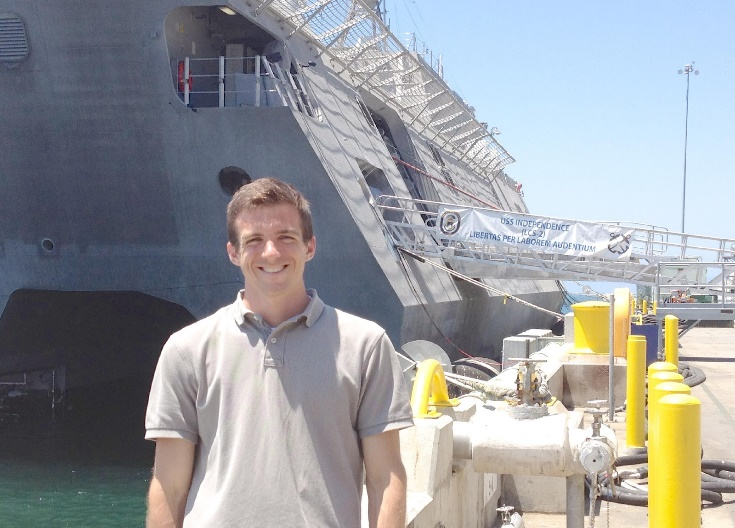 USS INDEPENDENCE
(LCS-2)
LIBERTAS PER LABOREM AUDENTIUM